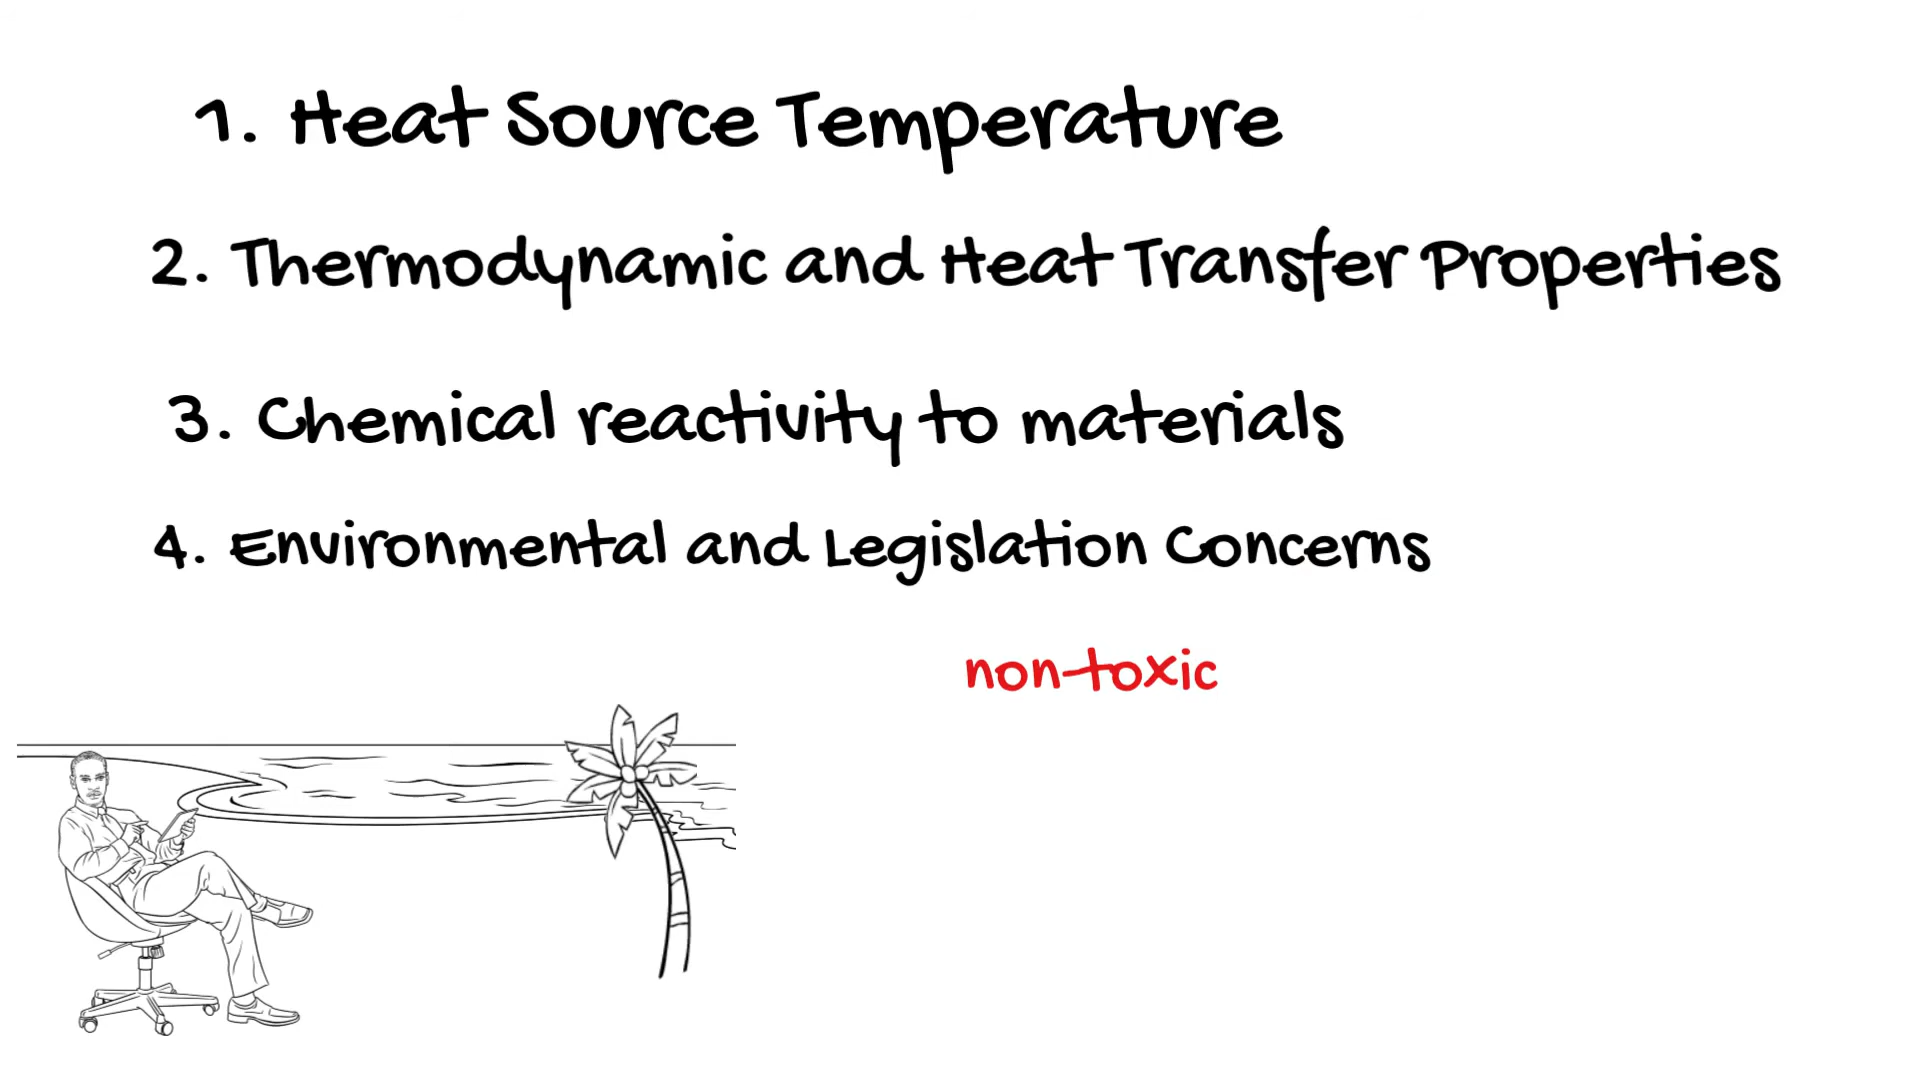 1. Heat Source Temperature
2. Thermodynamic and Heat Transfer Properties
3. Chemical reactivity to materials
4. Environmental and Legislation Concerns
non-toxic